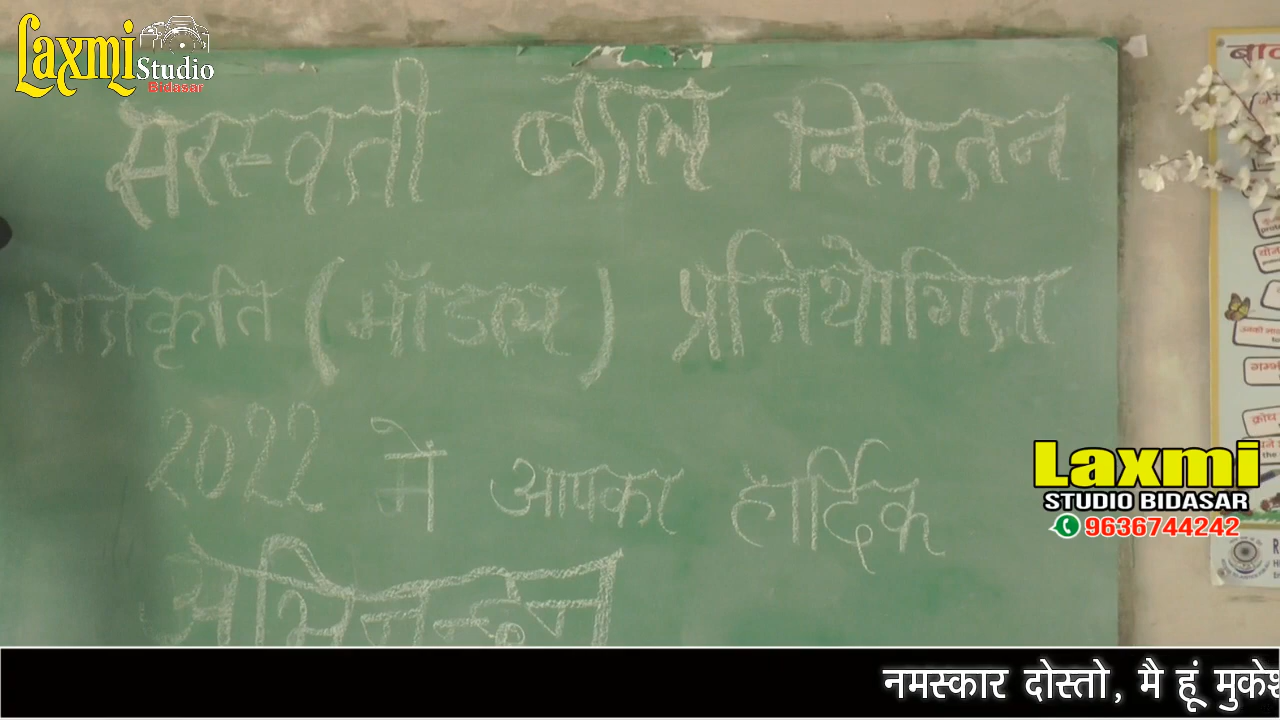 Laxmi
Studio
Bidasar
सरस्वती बाल निकेतन
प्रतिकृति (मॉडल) प्रतियोगिता
2022 में आपका हार्दिक
अभिनन्दन
Laxmi
STUDIO BIDASAR
9636744242
नमस्कार दोस्तो, मै हूं मुकेश